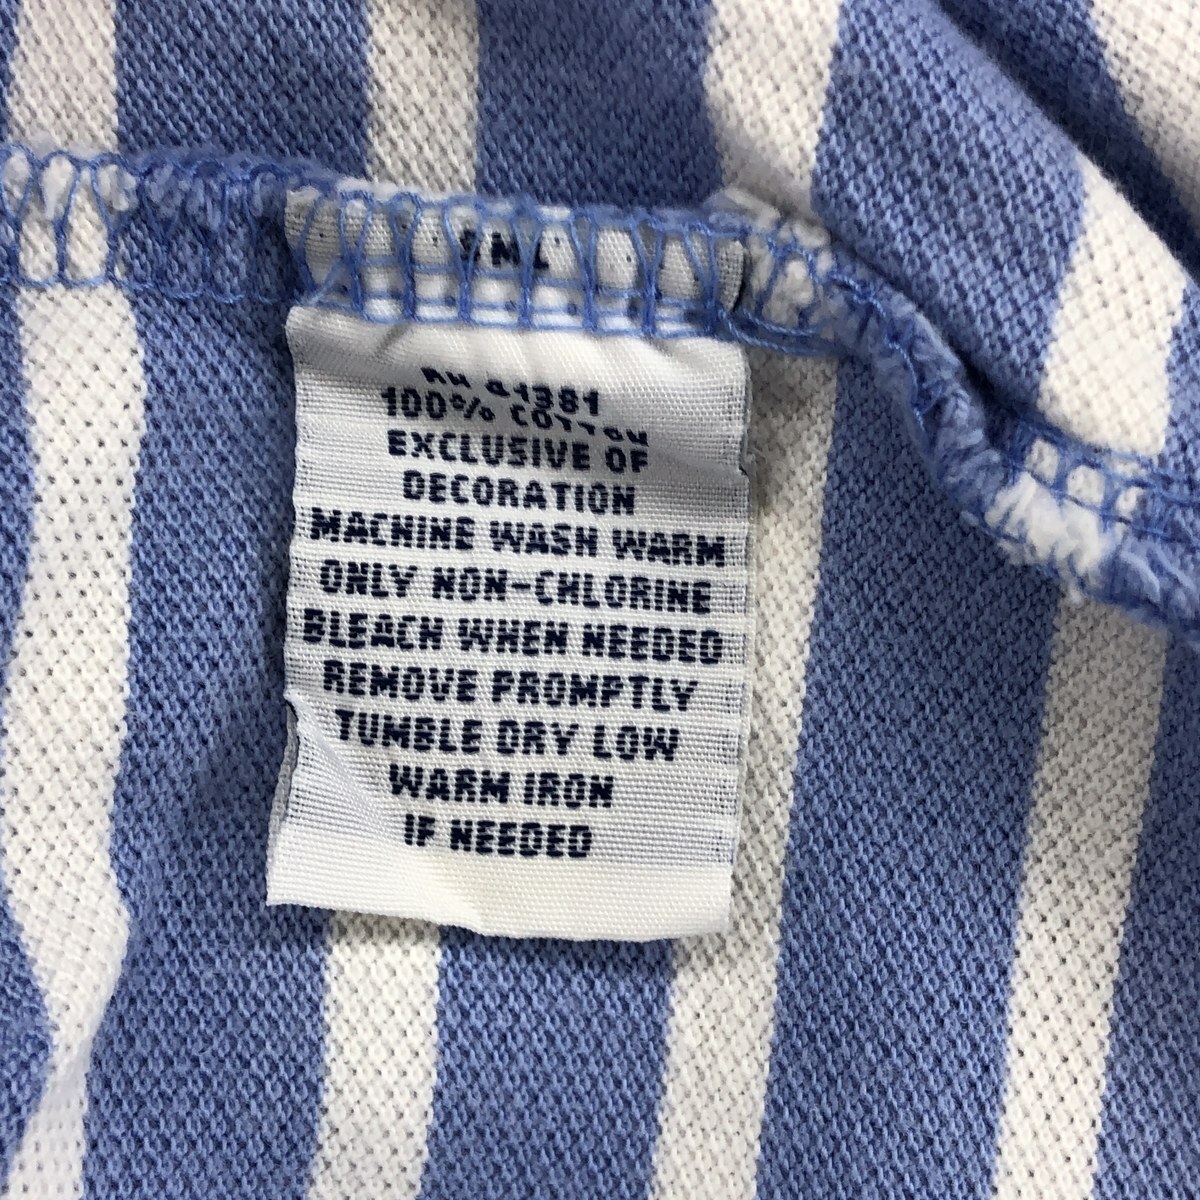 100% COTTON
EXCLUSIVE OF
DECORATION
MACHINE WASH WARM
ONLY NON-CHLORINE
BLEACH WHEN NEEDED
REMOVE PROMPTLY
TUMBLE DRY LOW
WARM IRON
IF NEEDED